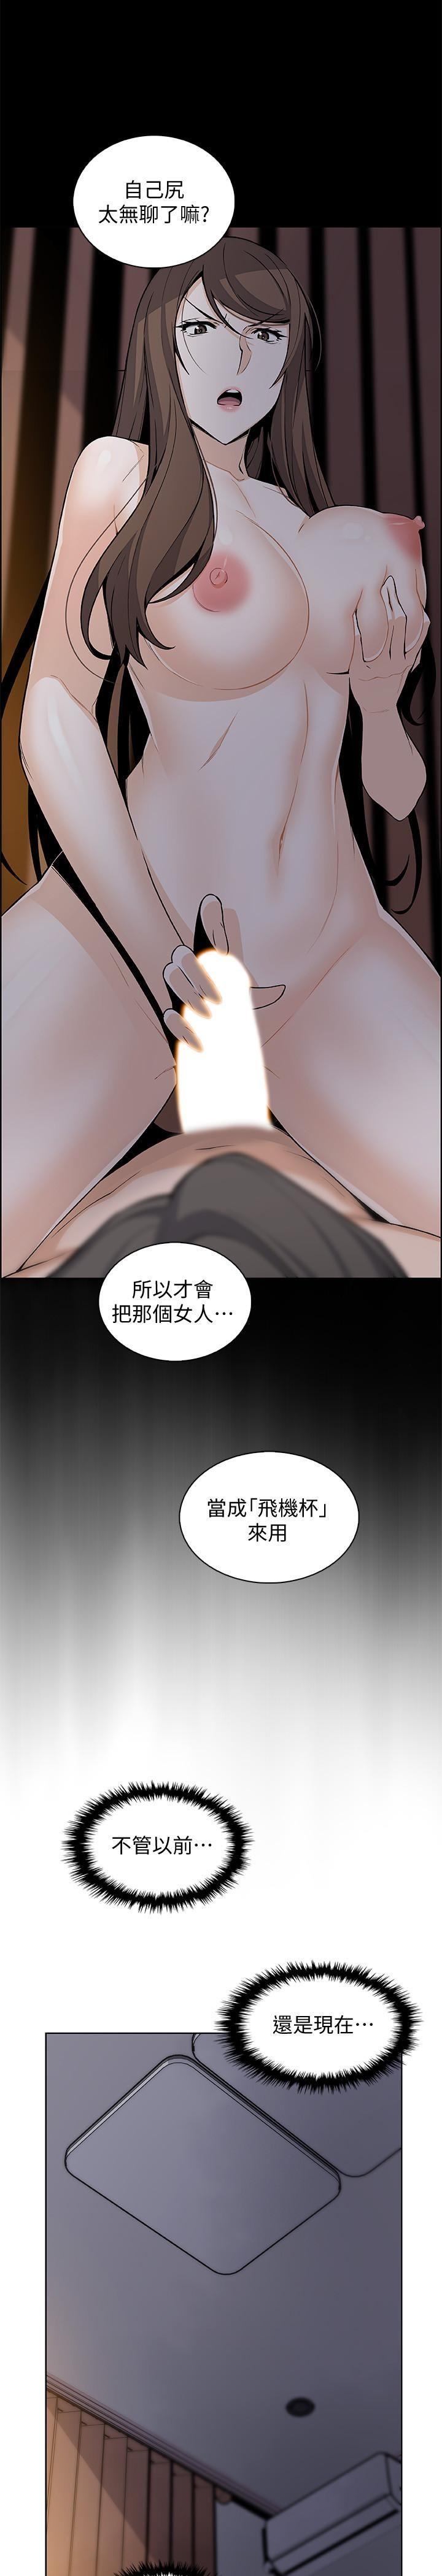 自己尻
太無聊了嘛?
所以才會
把那個女人⋯
當成「飛機杯」
來用
不管以前⋯
還是現在⋯